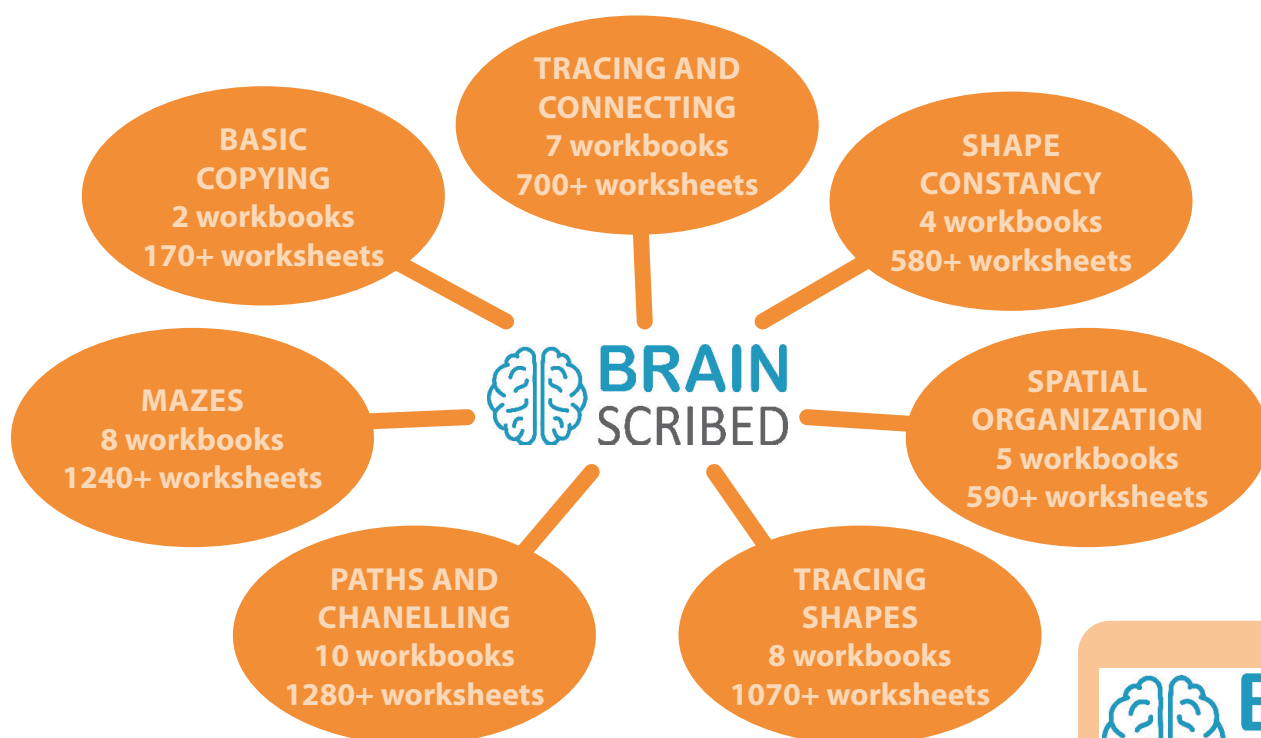 TRACING AND
CONNECTING
7 workbooks
700+ worksheets
BASIC
COPYING
2 workbooks
170+ worksheets
SHAPE
CONSTANCY
4 workbooks
580+ worksheets
BRAIN
SCRIBED
MAZES
8 workbooks
1240+ worksheets
SPATIAL
ORGANIZATION
5 workbooks
590+ worksheets
PATHS AND
CHANELLING
10 workbooks
1280+ worksheets
TRACING
SHAPES
8 workbooks
1070+ worksheets